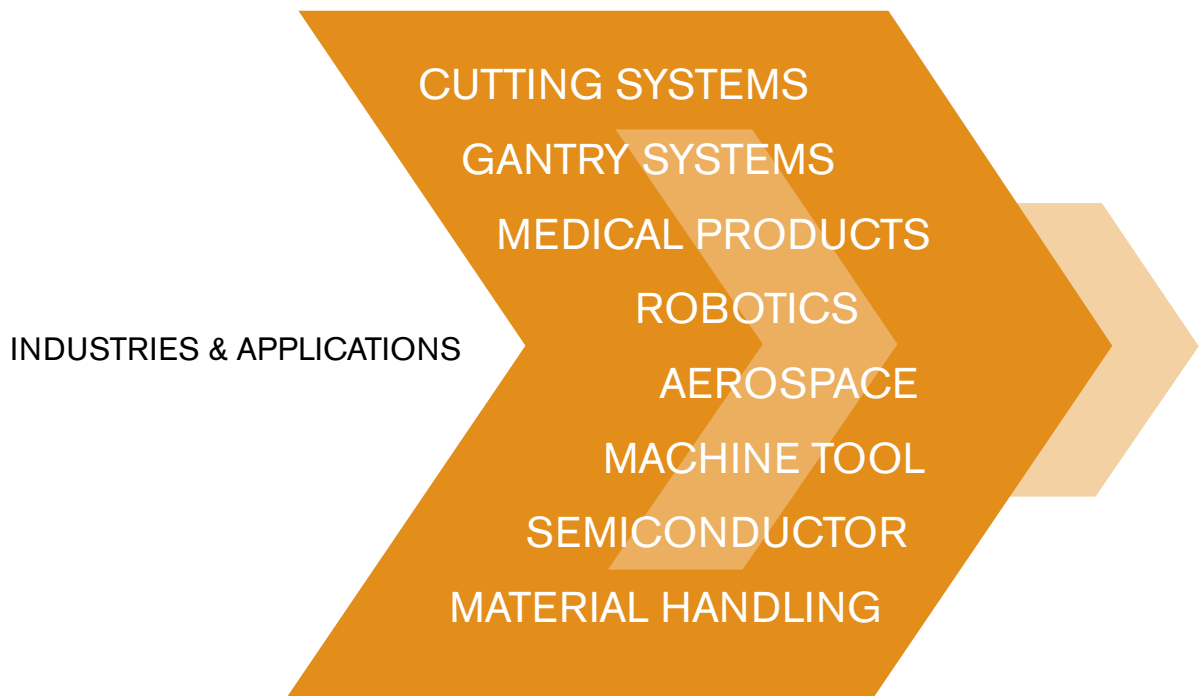 CUTTING SYSTEMS
GANTRY SYSTEMS
MEDICAL PRODUCTS
ROBOTICS
INDUSTRIES & APPLICATIONS
AEROSPACE
MACHINE TOOL
SEMICONDUCTOR
MATERIAL HANDLING